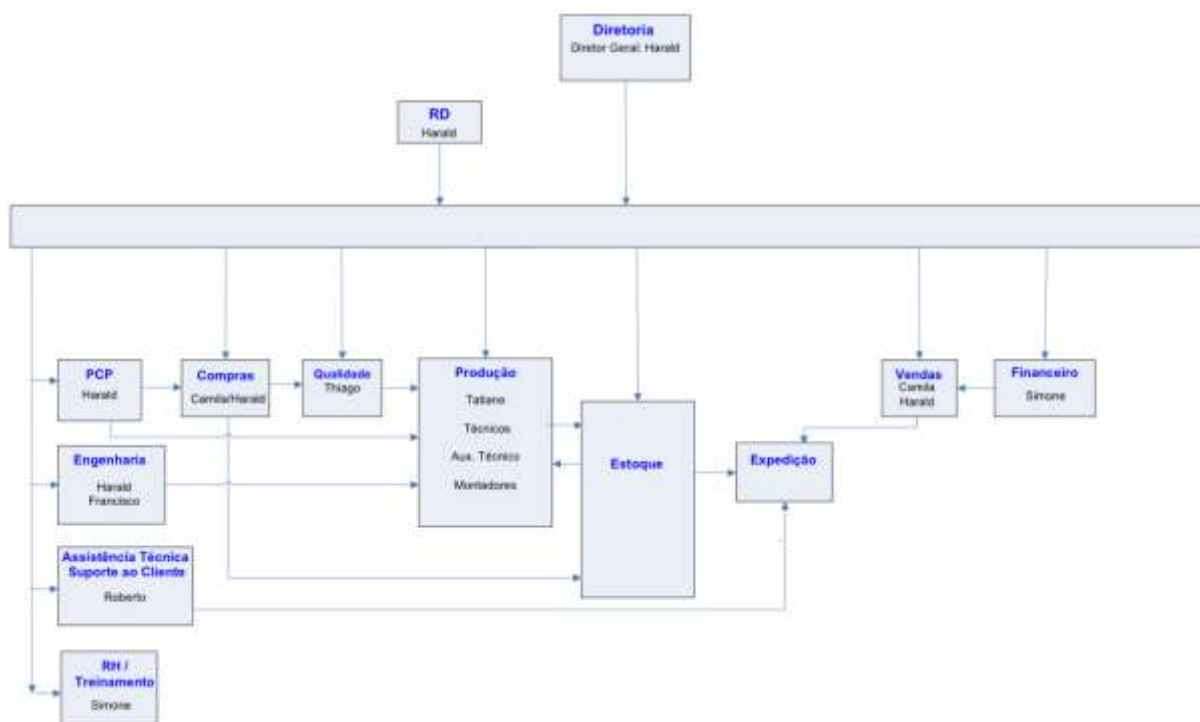 Diretoria
Diretor Geral: Harald
RD
Harald
PCP
Harald
Compras
Camila/Harald
Qualidade
Thiago
Produção
Tatiane
Técnicos
Aux. Técnico
Montadores
Vendas
Camila
Harald
Financeiro
Simone
Engenharia
Harald
Francisco
Estoque
Expedição
Assistência Técnica
Suporte ao Cliente
Roberto
RH /
Treinamento
Simone